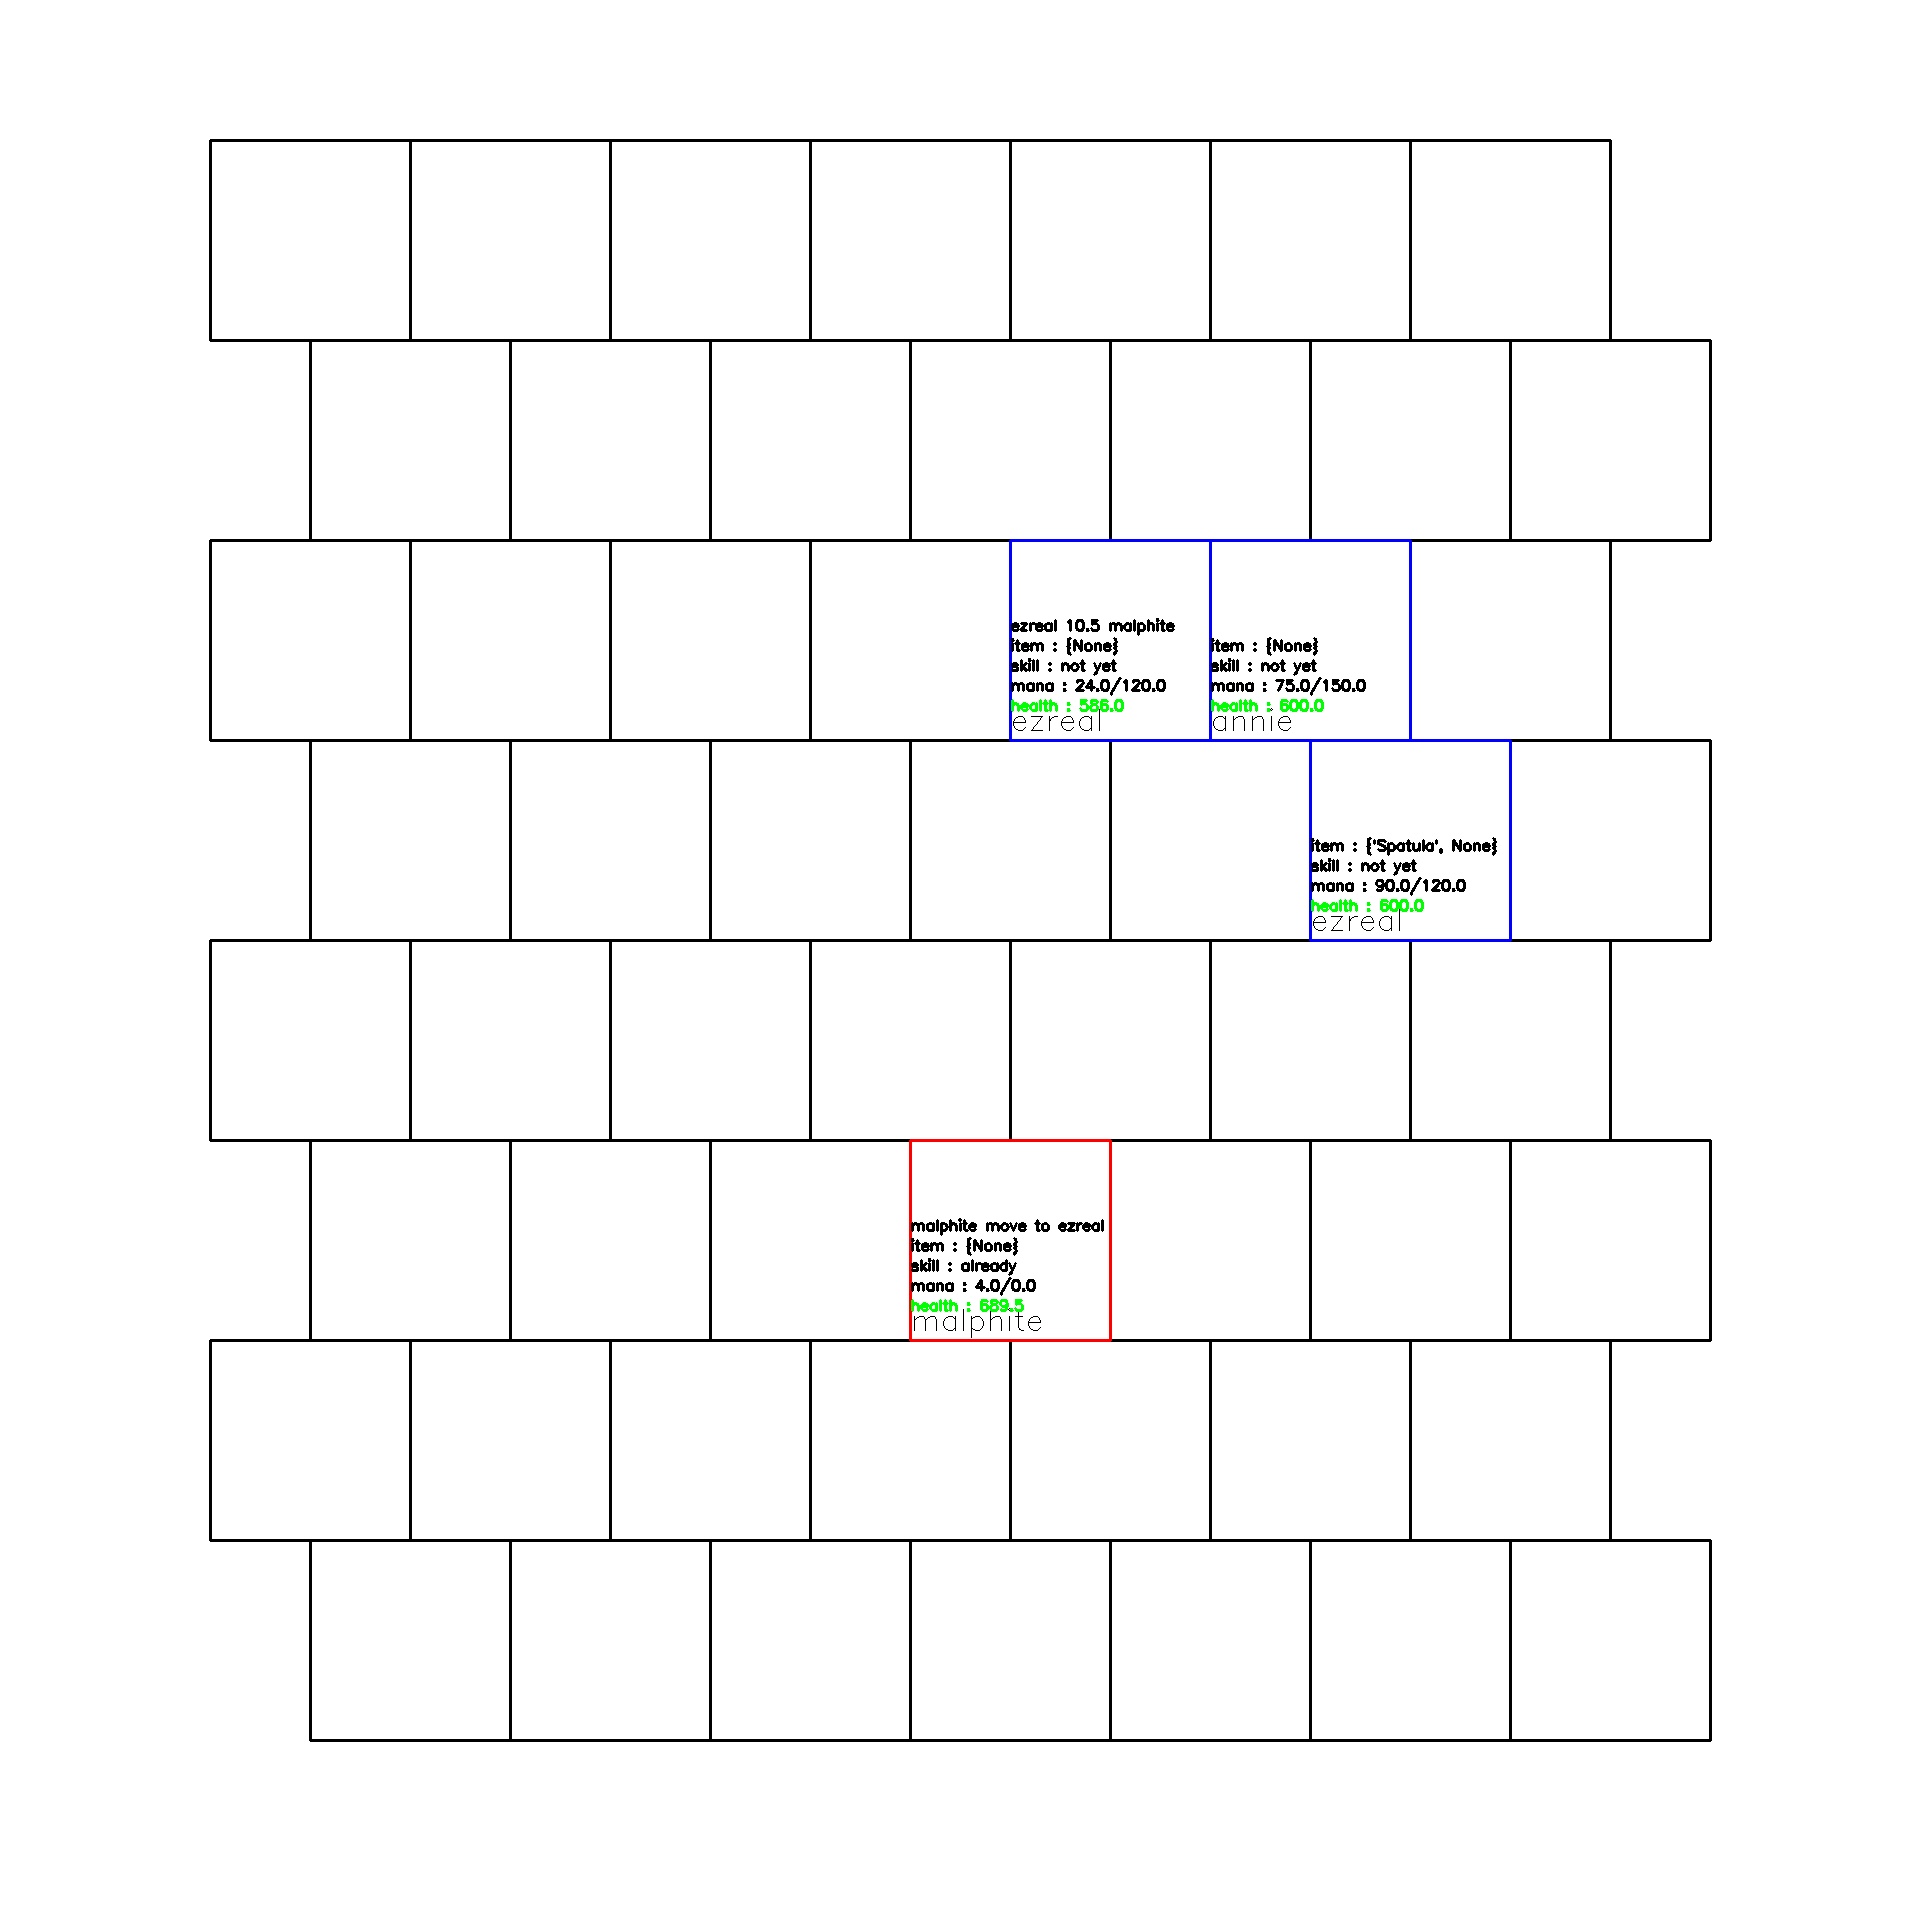 ezreal 10.5 malphite
item : {None}
skill : not yet
mana : 24.0/120.0
health : 586.0
ezreal
item : {None}
skill : not yet
mana : 75.0/150.0
health : 600.0
annie
item : {'Spatula', None}
skill : not yet
mana : 90.0/120.0
health : 600.0
ezreal
malphite move to ezreal
item : {None}
skill : already
mana : 4.0/0.0
health : 689.5
malphite